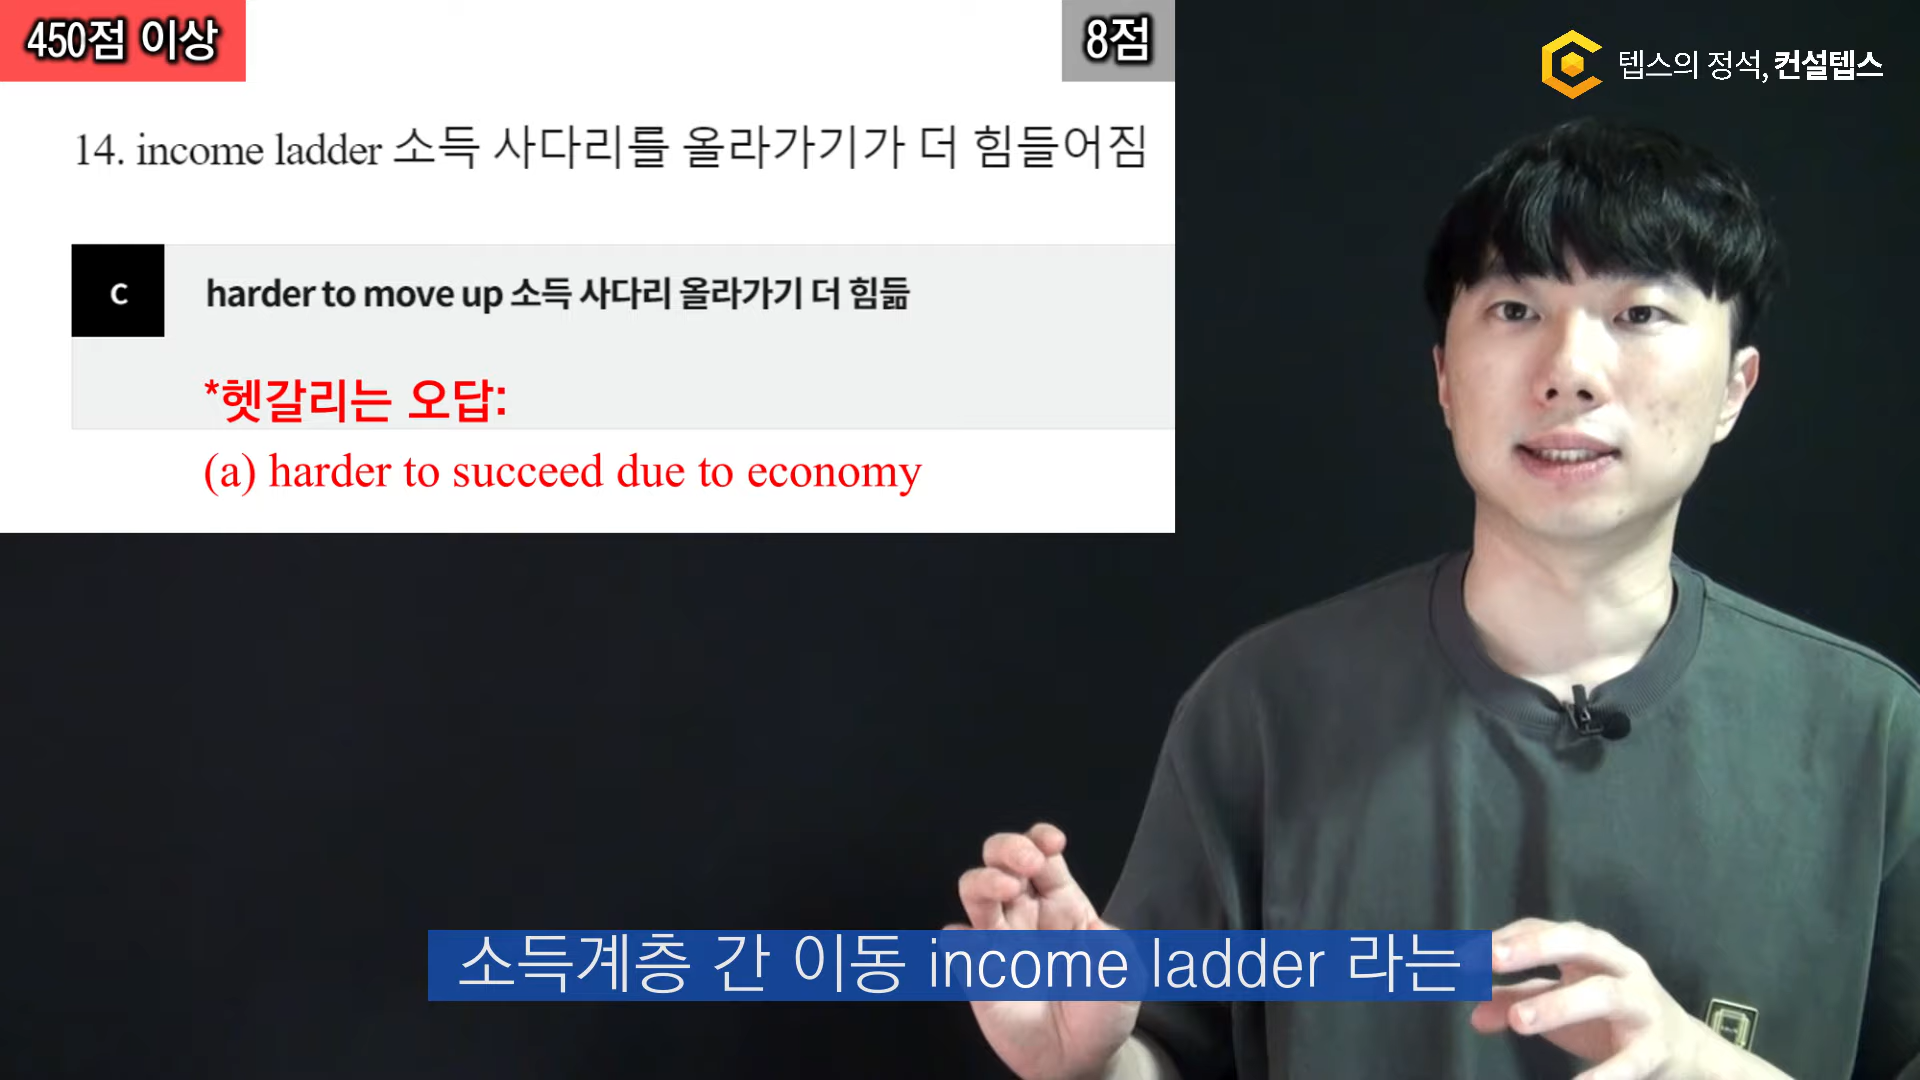 450점 이상
8점
텝스의 정석, 컨설텝스
14. income ladder 소득 사다리를 올라가기가 더 힘들어짐
C
harder to move up 소득 사다리 올라가기 더 힘듦
*헷갈리는 오답:
(a) harder to succeed due to economy
소득계층 간 이동 income ladder 라는